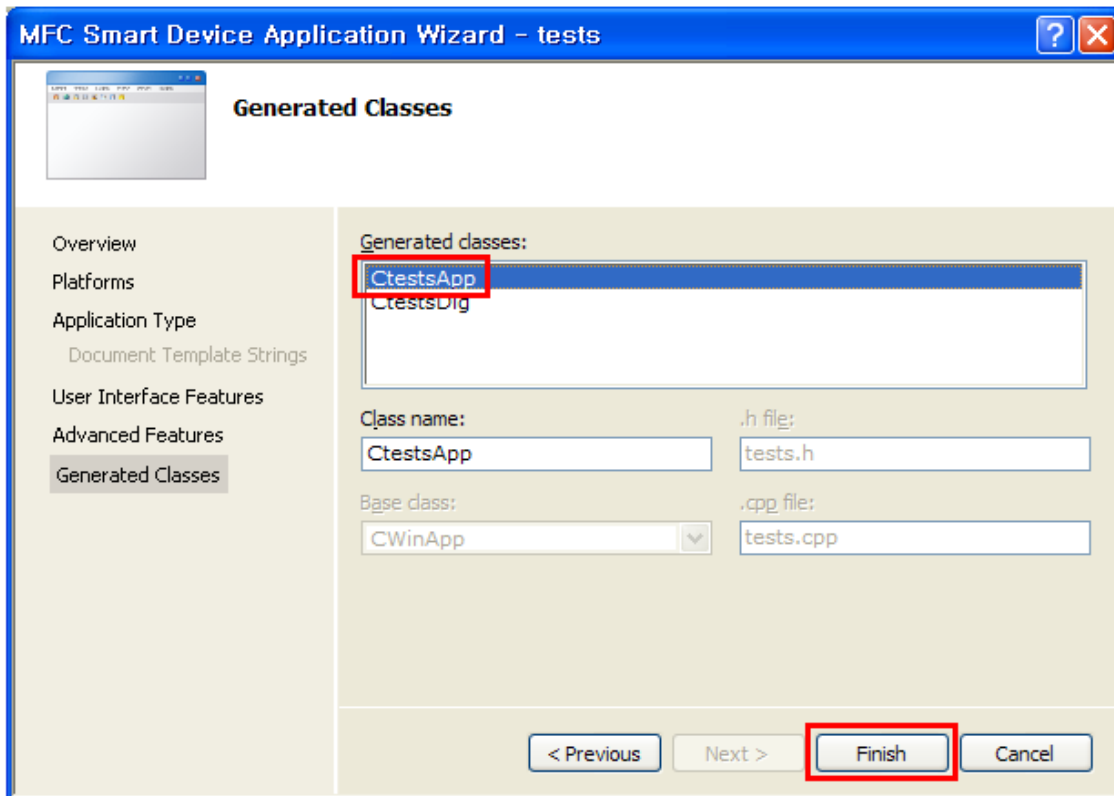 MFC Smart Device Application Wizard - tests
Generated Classes
Overview
Platforms
Application Type
Document Template Strings
User Interface Features
Advanced Features
Generated Classes
Generated classes:
CtestsApp
CtestsDlg
Class name:
.h file:
CtestsApp
tests.h
Base class:
.cpp file:
CWinApp
tests.cpp
< Previous
Next >
Finish
Cancel